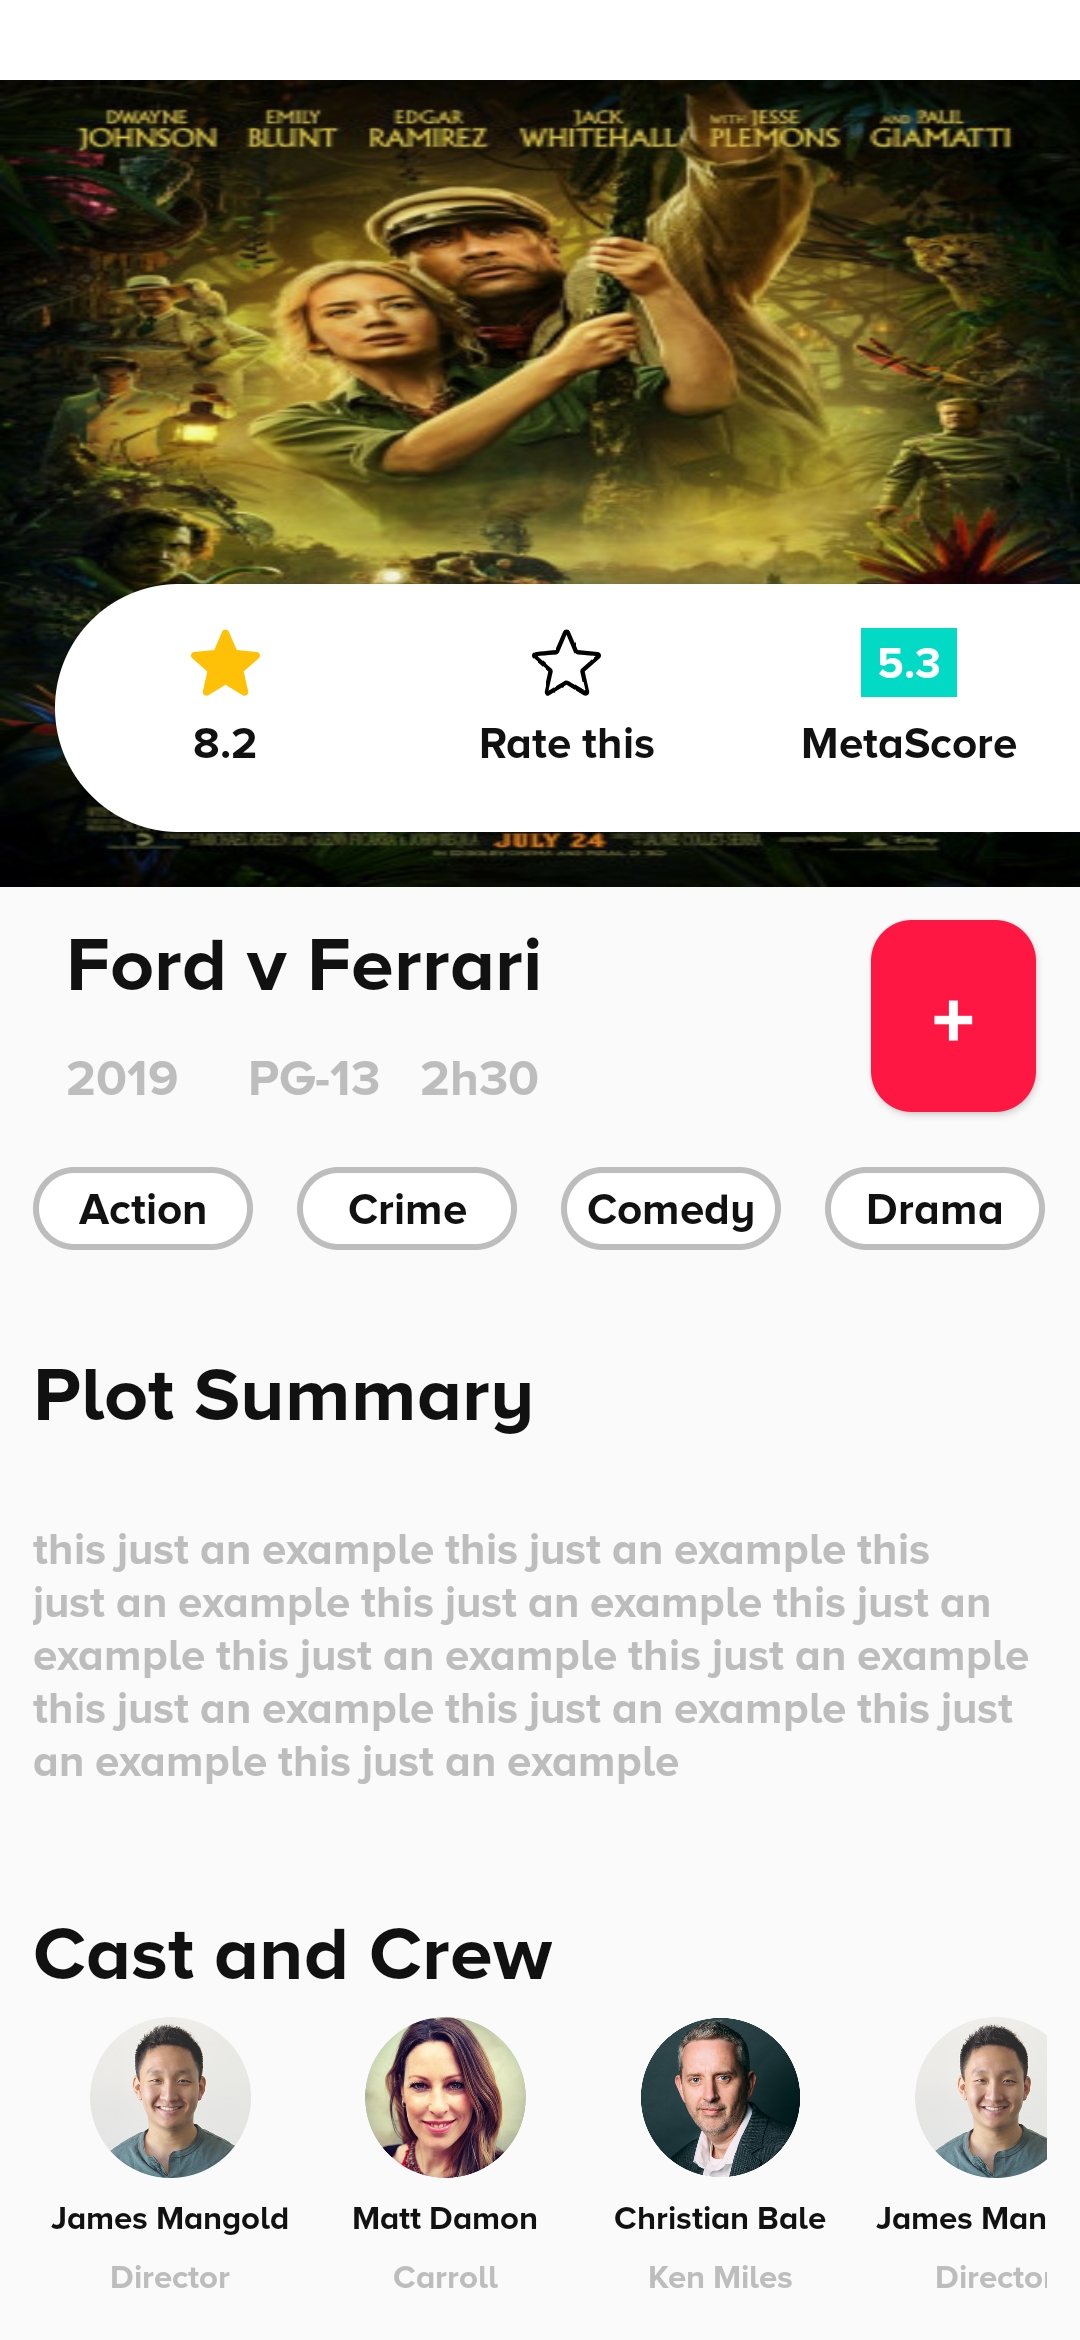 DWAYNE JOHNSON EMILY BLUNT EDGAR RAMIREZ JACK WHITEHALL WITH JESSE PLEMONS AND PAUL GIAMATTI
8.2
Rate this
5.3
MetaScore
JULY 24
Ford v Ferrari
+
2019 PG-13 2h30
Action Crime Comedy Drama
Plot Summary
this just an example this just an example this
just an example this just an example this just an
example this just an example this just an example
this just an example this just an example this just
an example this just an example
Cast and Crew
James Mangold Matt Damon Christian Bale James Man
Director Carroll Ken Miles Director